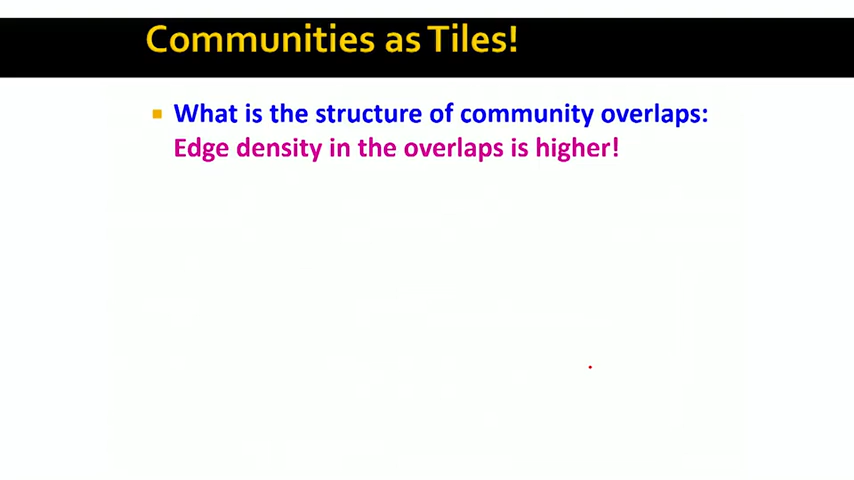 Communities as Tiles!
What is the structure of community overlaps:
Edge density in the overlaps is higher!